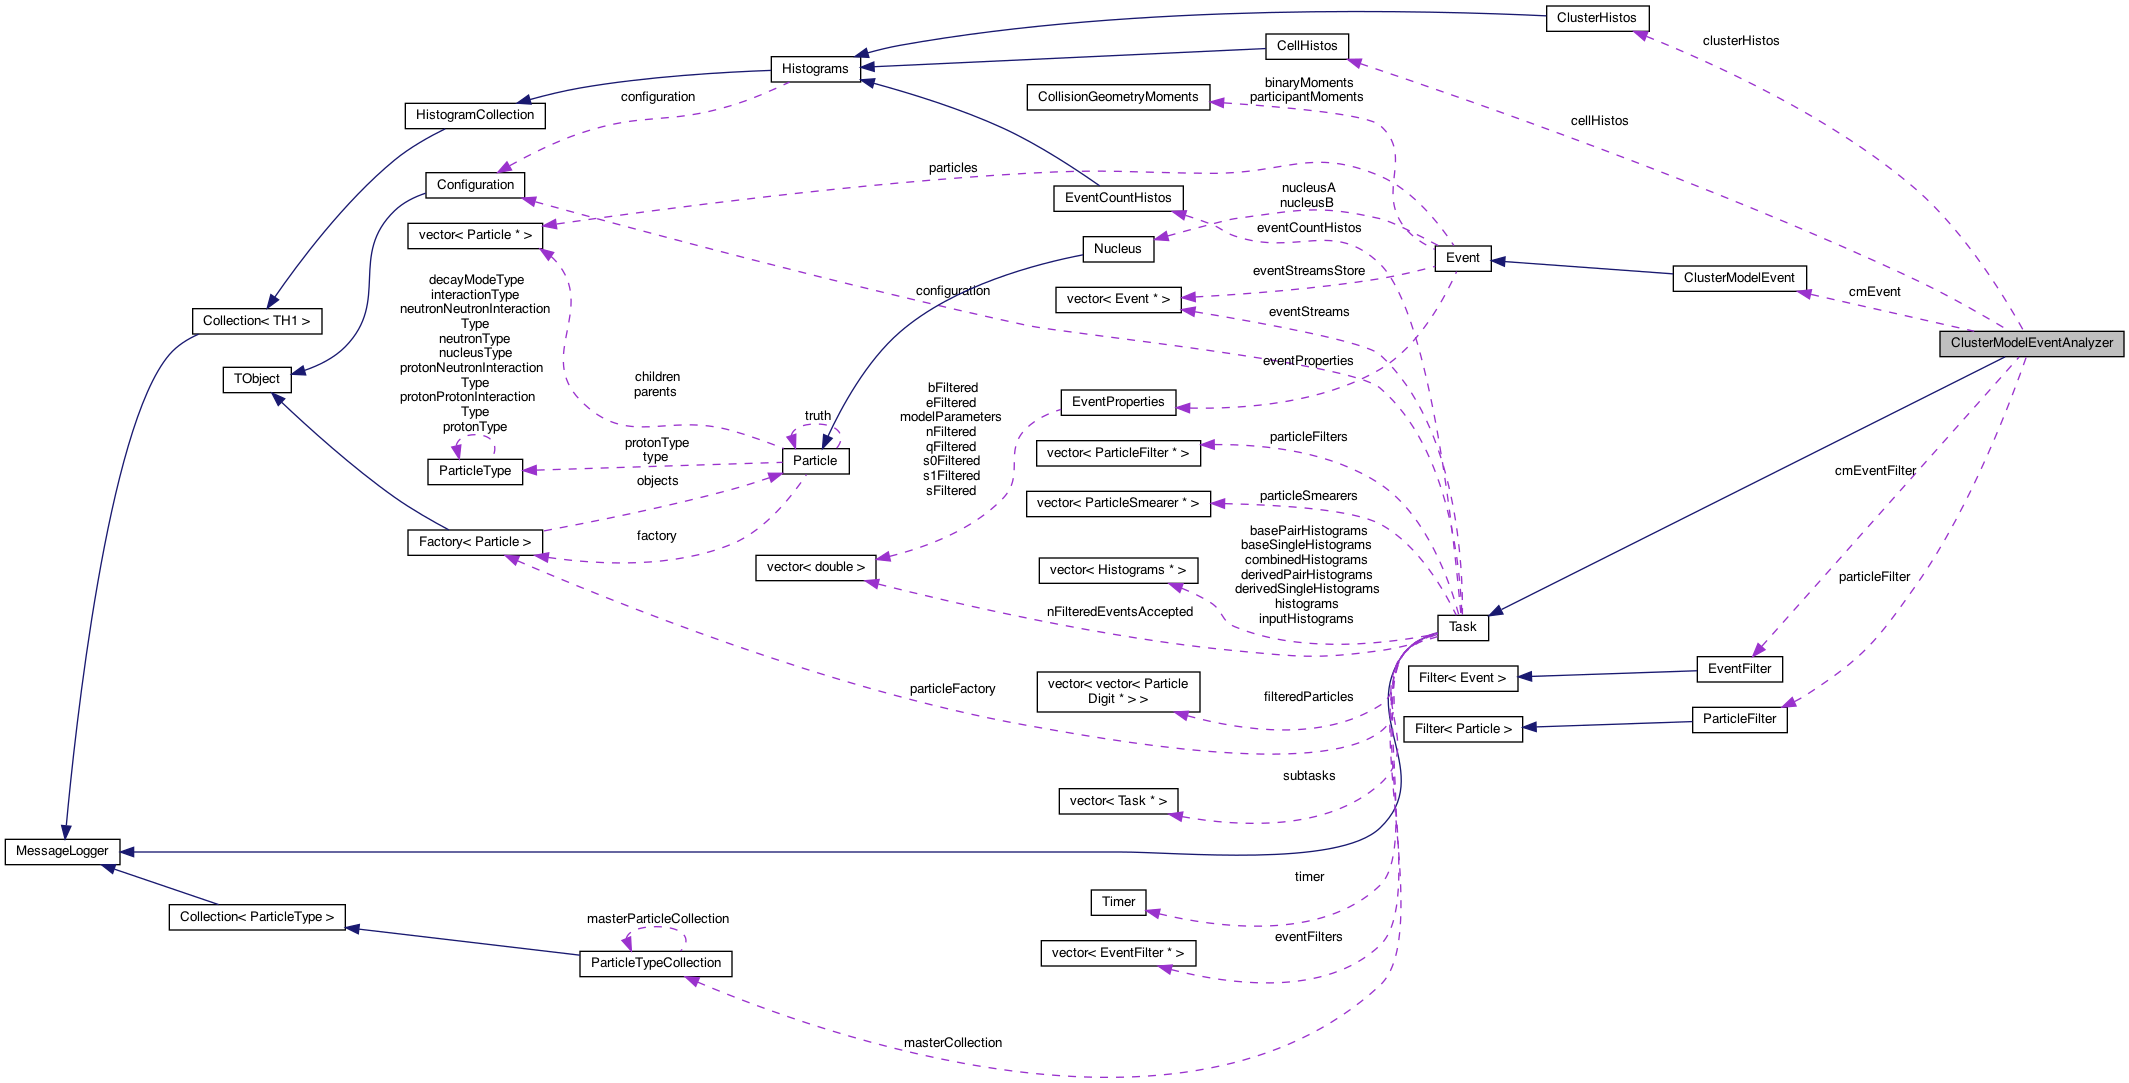 ClusterHistos
clusterHistos
CellHistos
Histograms
binaryMoments
participantMoments
CollisionGeometryMoments
configuration
HistogramCollection
cellHistos
particles
Configuration
nucleusA
nucleusB
EventCountHistos
eventCountHistos
vector< Particle * >
Nucleus
Event
eventStreamsStore
ClusterModelEvent
cmEvent
decayModeType
interactionType
neutronNeutronInteraction
Type
neutronType
nucleusType
protonNeutronInteraction
Type
protonProtonInteraction
Type
protonType
configuration
vector< Event * >
eventStreams
Collection< TH1 >
ClusterModelEventAnalyzer
eventProperties
TObject
children
parents
bFiltered
eFiltered
modelParameters
nFiltered
qFiltered
s0Filtered
s1Filtered
sFiltered
EventProperties
truth
particleFilters
protonType
type
vector< ParticleFilter * >
Particle
ParticleType
cmEventFilter
objects
particleSmearers
vector< ParticleSmearer * >
Factory< Particle >
factory
basePairHistograms
baseSingleHistograms
combinedHistograms
derivedPairHistograms
derivedSingleHistograms
histograms
inputHistograms
vector< double >
vector< Histograms * >
particleFilter
nFilteredEventsAccepted
Task
EventFilter
Filter< Event >
vector< vector< Particle
Digit * > >
particleFactory
filteredParticles
ParticleFilter
Filter< Particle >
subtasks
vector< Task * >
MessageLogger
timer
Timer
Collection< ParticleType >
masterParticleCollection
eventFilters
vector< EventFilter * >
ParticleTypeCollection
masterCollection